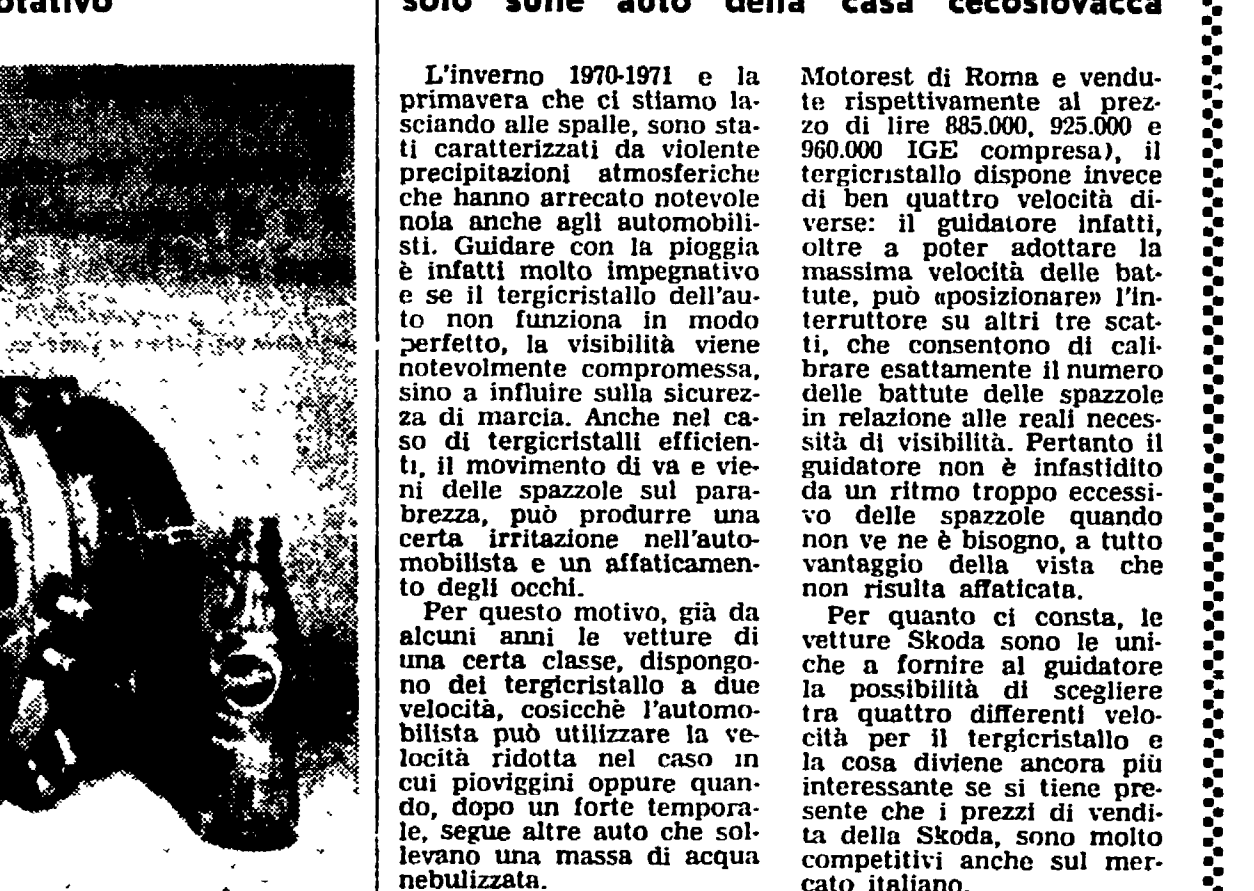 otativo
solo sulle auto della casa cecoslovacca
L'inverno 1970-1971 e la
primavera che ci stiamo la-
sciando alle spalle, sono sta-
ti caratterizzati da violente
precipitazioni atmosferiche
che hanno arrecato notevole
noia anche agli automobili-
sti. Guidare con la pioggia
è infatti molto impegnativo
e se il tergicristallo dell'au-
to non funziona in modo
perfetto, la visibilità viene
notevolmente compromessa,
sino a influire sulla sicurez-
za di marcia. Anche nel ca-
so di tergicristalli efficien-
ti, il movimento di va e vie-
ni delle spazzole sul para-
brezza, può produrre una
certa irritazione nell'auto-
mobilista e un affaticamen-
to degli occhi.
Per questo motivo, già da
alcuni anni le vetture di
una certa classe, dispongo-
no del tergicristallo a due
velocità, cosicchè l'automo-
bilista può utilizzare la ve-
locità ridotta nel caso in
cui pioviggini oppure quan-
do, dopo un forte tempora-
le, segue altre auto che sol-
levano una massa di acqua
nebulizzata.
Motorest di Roma e vendu-
te rispettivamente al prez-
zo di lire 885.000, 925.000 e
960.000 IGE compresa), il
tergicristallo dispone invece
di ben quattro velocità di-
verse: il guidatore infatti,
oltre a poter adottare la
massima velocità delle bat-
tute, può «posizionare» l'in-
terruttore su altri tre scat-
ti, che consentono di cali-
brare esattamente il numero
delle battute delle spazzole
in relazione alle reali neces-
sità di visibilità. Pertanto il
guidatore non è infastidito
da un ritmo troppo eccessi-
vo delle spazzole quando
non ve ne è bisogno, a tutto
vantaggio della vista che
non risulta affaticata.
Per quanto ci consta, le
vetture Skoda sono le uni-
che a fornire al guidatore
la possibilità di scegliere
tra quattro differenti velo-
cità per il tergicristallo e
la cosa diviene ancora più
interessante se si tiene pre-
sente che i prezzi di vendi-
ta della Skoda, sono molto
competitivi anche sul mer-
cato italiano.